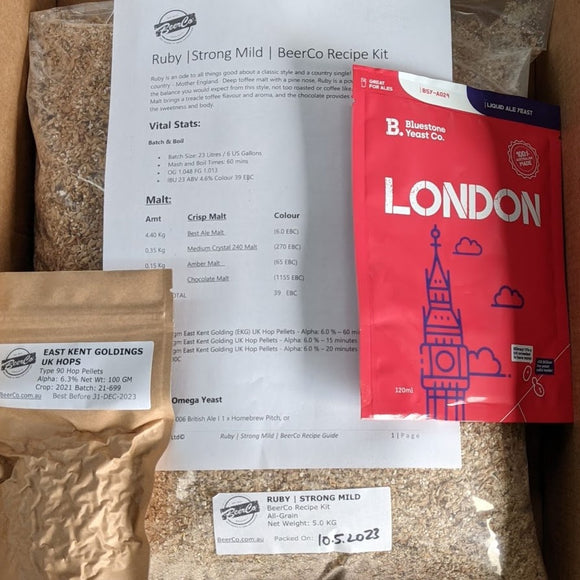 BeerCo
Ruby |Strong Mild | BeerCo Recipe Kit
Ruby is an ode to all things good about a classic style and a country
country - Mother England. Deep toffee malt with a pine nose, Ruby is a
the balance you would expect from this style, not too roasted or coffee like,
Malt brings a treacle flavour and aroma, and the chocolate provides
the sweetness and body.
Vital Stats:
Batch & Boil
Batch Size: 23 Litres / 6 US Gallons
Mash and Boil Times: 60 mins
OG 1.048 FG 1.013
IBU 23 ABV 4.6% Colour 39 EBC
Malt:
Amt Crisp Malt Colour
4.40 Kg Best Ale Malt (6.0 EBC)
0.35 Kg Medium Crystal 240 Malt (270 EBC)
0.15 Kg Amber Malt (65 EBC)
Chocolate Malt (1155 EBC)
TOTAL 39 EBC
gm East Kent Golding (EKG) UK Hop Pellets - Alpha: 6.0 % – 60
gm East Kent Golding UK Hop Pellets - Alpha: 6.0 % – 15 minutes
gm East Kent Golding UK Hop Pellets - Alpha: 6.0 % – 20 minutes
Omega Yeast
006 British Ale I 1 x Homebrew Pitch, or
Ltd© Ruby | Strong Mild | BeerCo Recipe Guide 1 | Page
GREAT
FOR ALES
BSY-A029
LIQUID ALE YEAST
B. Bluestone
Yeast Co.
100%
MADE
LONDON
120ml
BeerCo
EAST KENT GOLDINGS
UK HOPS
Type 90 Hop Pellets
Alpha: 6.3% Net Wt: 100 GM
Crop: 2021 Batch: 21-699
BeerCo.com.au Best Before 31-DEC-2023
BeerCo
RUBY | STRONG MILD
BeerCo Recipe Kit
All-Grain
Net Weight: 5.0 KG
BeerCo.com.au Packed On: 10.5.2023